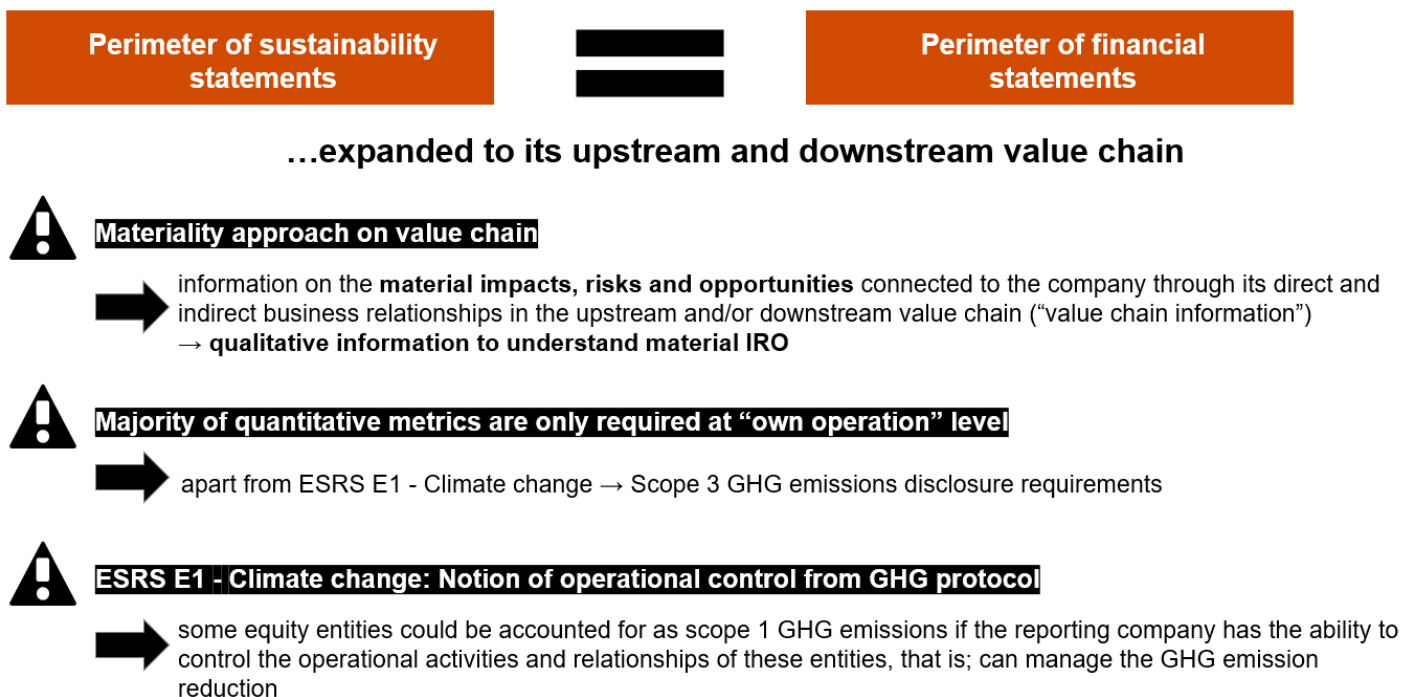 Perimeter of sustainability
statements
Perimeter of financial
statements
…expanded to its upstream and downstream value chain
Materiality approach on value chain
information on the material impacts, risks and opportunities connected to the company through its direct and
indirect business relationships in the upstream and/or downstream value chain (“value chain information”)
→ qualitative information to understand material IRO
Majority of quantitative metrics are only required at “own operation” level
apart from ESRS E1 - Climate change → Scope 3 GHG emissions disclosure requirements
ESRS E1 - Climate change: Notion of operational control from GHG protocol
some equity entities could be accounted for as scope 1 GHG emissions if the reporting company has the ability to
control the operational activities and relationships of these entities, that is; can manage the GHG emission
reduction